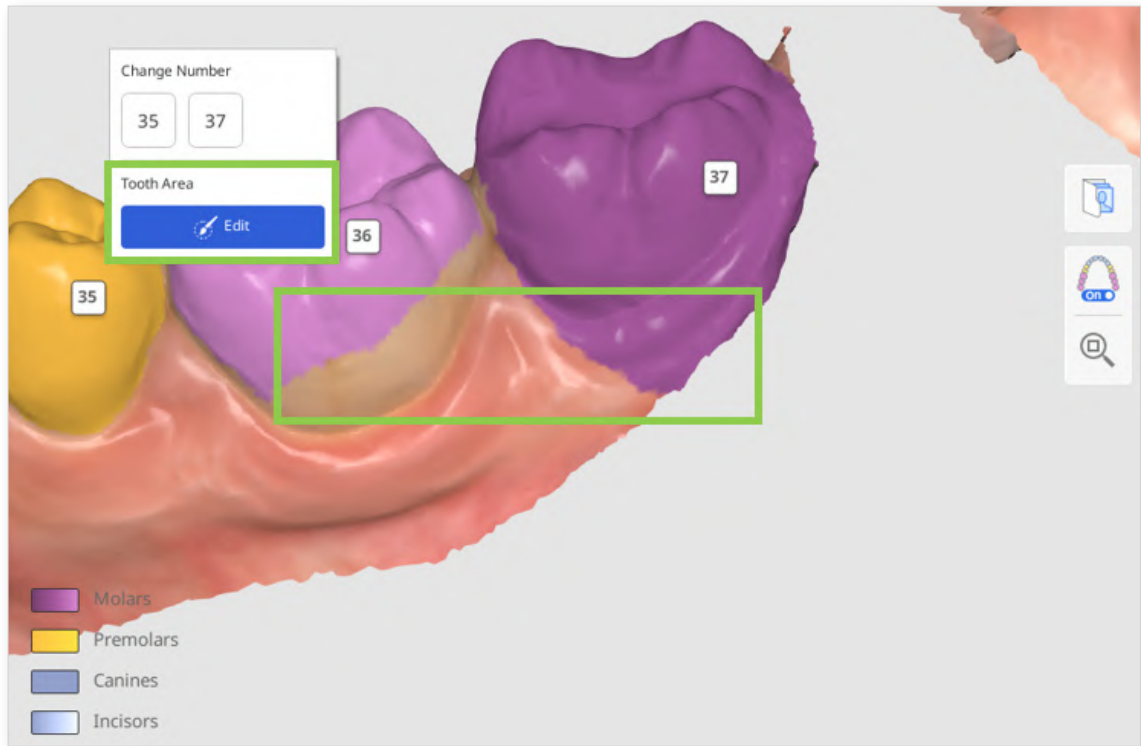 Change Number
35 37
Tooth Area
Edit
37
36
35
on
Molars
Premolars
Canines
Incisors